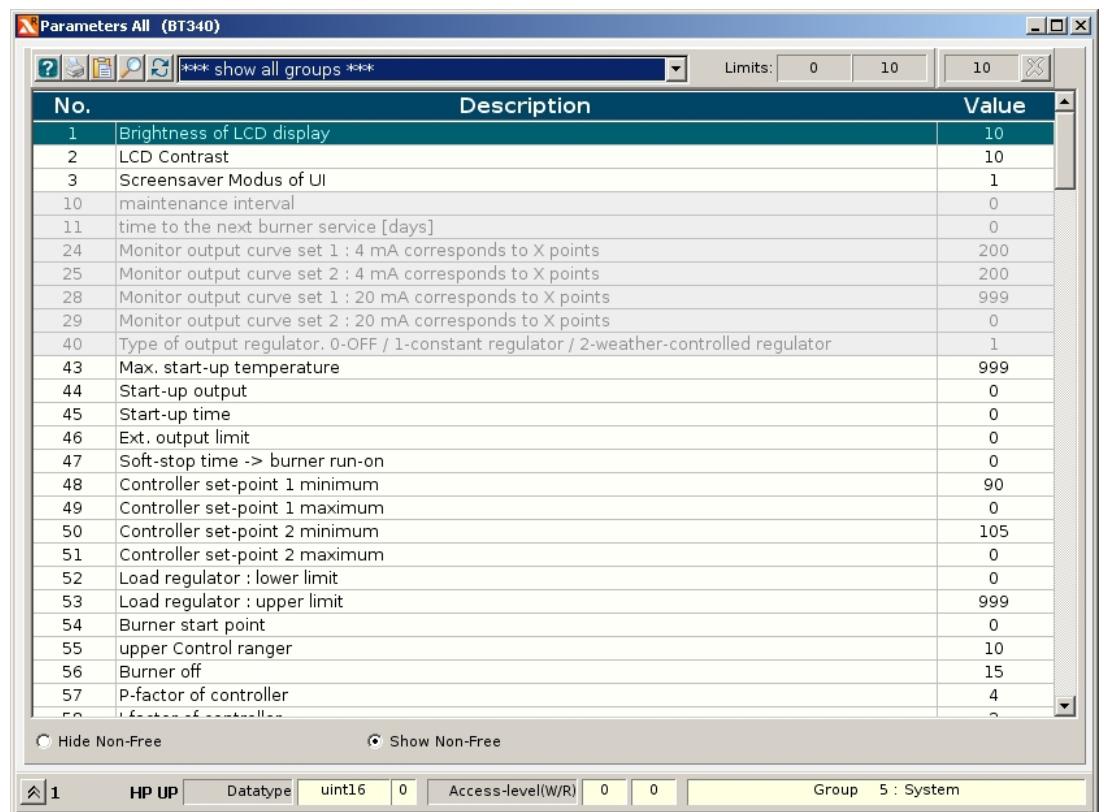 Parameters All (BT340)
*** show all groups *** Limits: 0 10 10
No. Description Value
1 Brightness of LCD display 10
2 LCD Contrast 10
3 Screensaver Modus of UI 1
10 maintenance interval 0
11 time to the next burner service [days] 0
24 Monitor output curve set 1 : 4 mA corresponds to X points 200
25 Monitor output curve set 2 : 4 mA corresponds to X points 200
28 Monitor output curve set 1 : 20 mA corresponds to X points 999
29 Monitor output curve set 2 : 20 mA corresponds to X points 0
40 Type of output regulator. 0-OFF / 1-constant regulator / 2-weather-controlled regulator 1
43 Max. start-up temperature 999
44 Start-up output 0
45 Start-up time 0
46 Ext. output limit 0
47 Soft-stop time -> burner run-on 0
48 Controller set-point 1 minimum 90
49 Controller set-point 1 maximum 0
50 Controller set-point 2 minimum 105
51 Controller set-point 2 maximum 0
52 Load regulator : lower limit 0
53 Load regulator : upper limit 999
54 Burner start point 0
55 upper Control ranger 10
56 Burner off 15
57 P-factor of controller 4
Hide Non-Free Show Non-Free
1 HP UP Datatype uint16 0 Access-level(W/R) 0 0 Group 5 : System